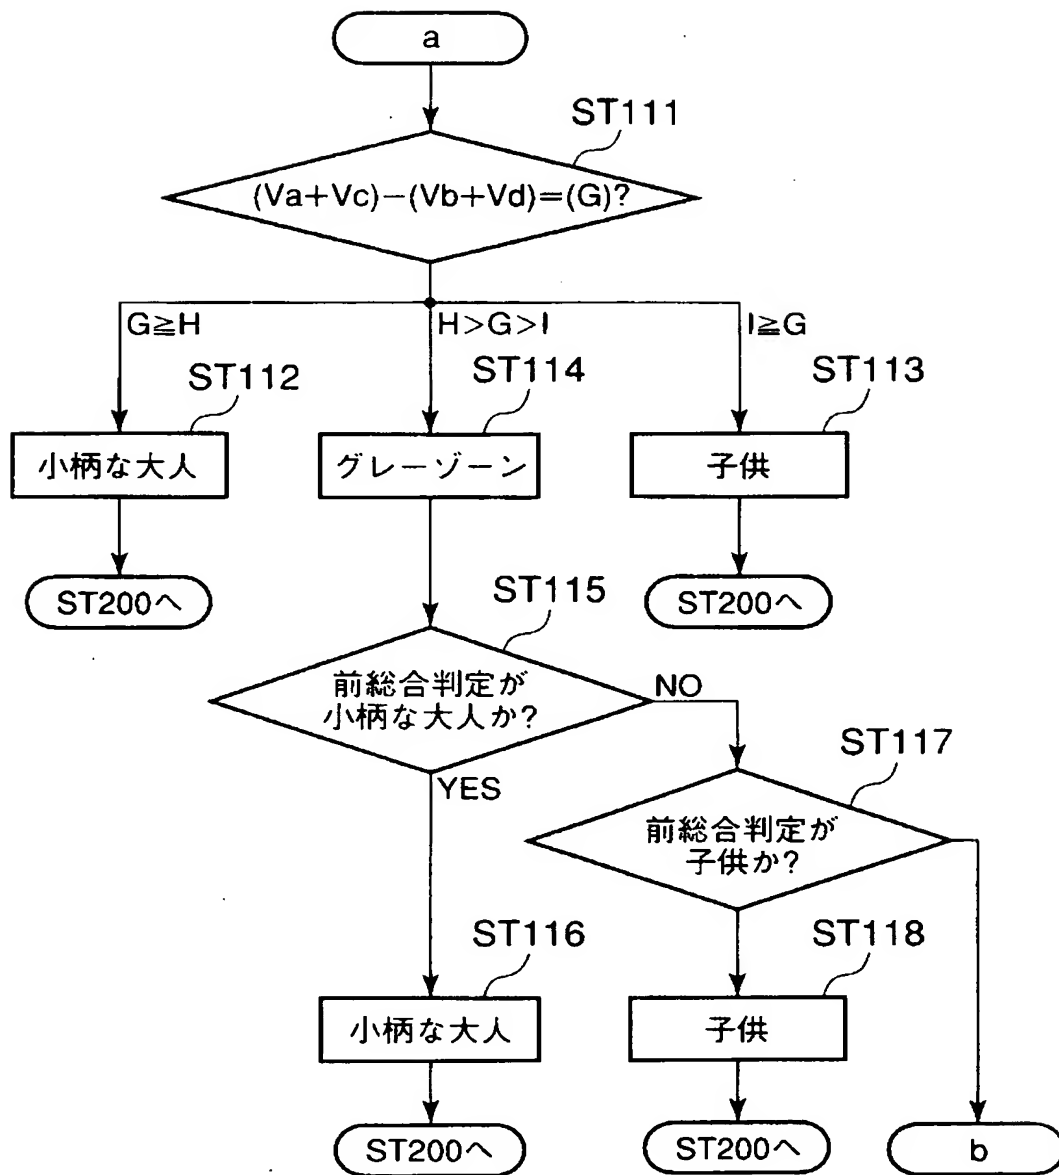 a
ST111
(Va+Vc)−(Vb+Vd)=(G)?
G≧H
H>G>I
I≧G
ST112
ST114
ST113
小柄な大人
グレーゾーン
子供
ST200へ
ST200へ
ST115
前総合判定が
小柄な大人か?
NO
YES
ST117
前総合判定が
子供か?
ST116
ST118
小柄な大人
子供
ST200へ
ST200へ
b